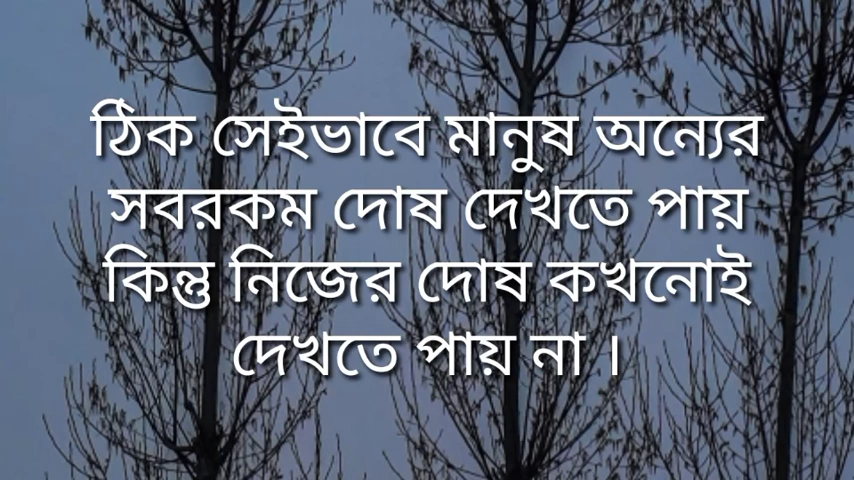 ঠিক সেইভাবে মানুষ অন্যের
সবরকম দোষ দেখতে পায়
কিন্তু নিজের দোষ কখনোই
দেখতে পায় না ।